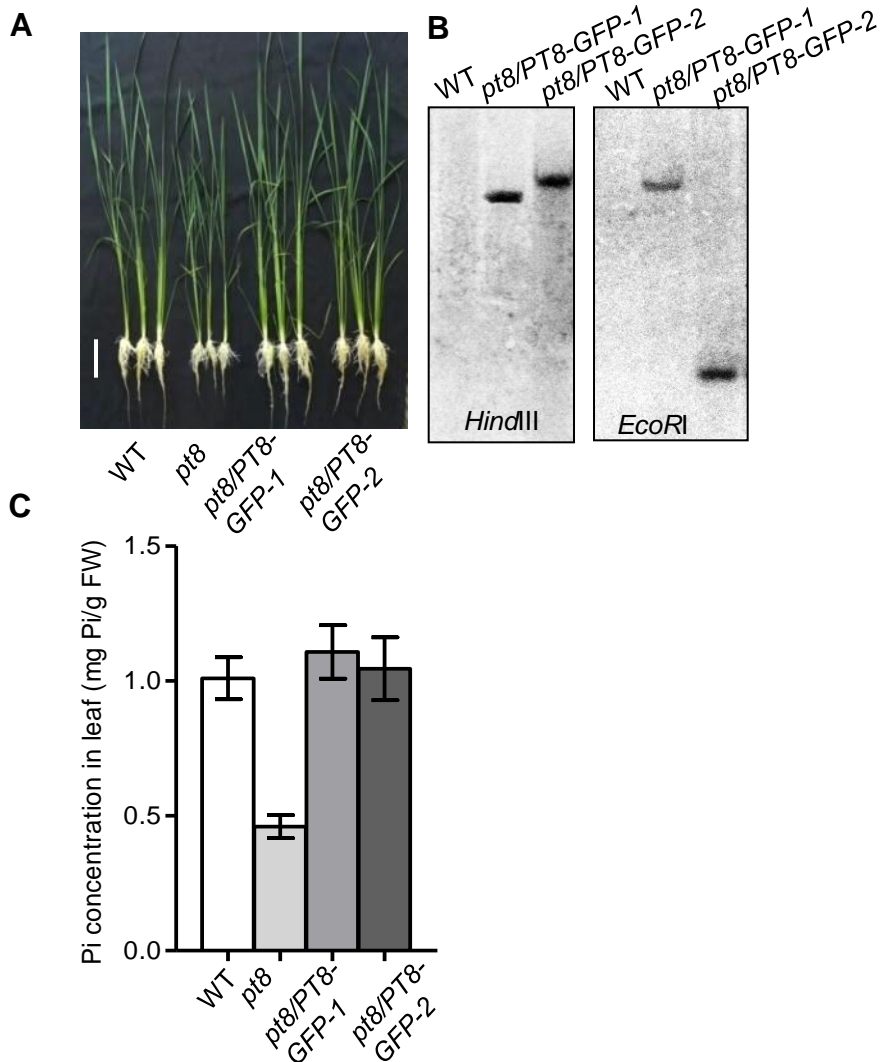 A
WT
pt8
pt8/PT8-
GFP-1
pt8/PT8-
GFP-2
B
WT
pt8/PT8-GFP-1
pt8/PT8-GFP-2
HindIII
WT
pt8/PT8-GFP-1
pt8/PT8-GFP-2
EcoRI
C
Pi concentration in leaf (mg Pi/g FW)
1.5
1.0
0.5
0.0
WT
pt8
pt8/PT8-
GFP-1
pt8/PT8-
GFP-2